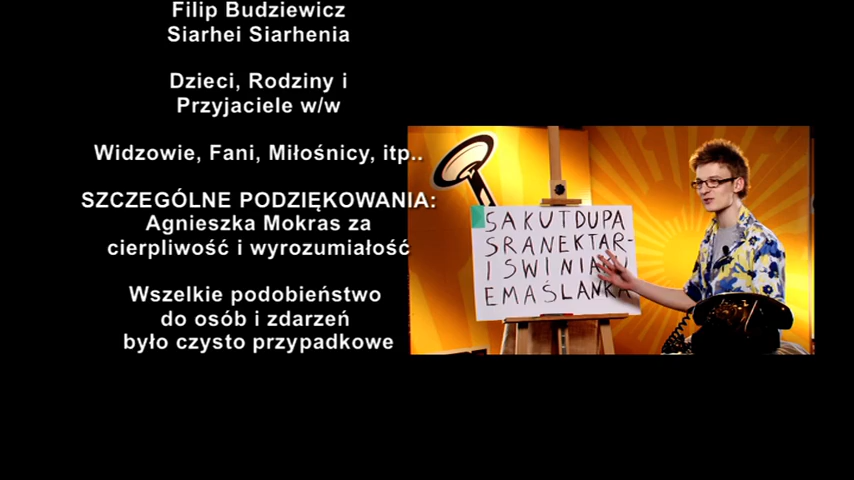 Filip Budziewicz
Siarhei Siarhenia
Dzieci, Rodziny i
Przyjaciele w/w
Widzowie, Fani, Miłośnicy, itp..
SZCZEGÓLNE PODZIĘKOWANIA:
Agnieszka Mokras za
cierpliwość i wyrozumiałość
Wszelkie podobieństwo
do osób i zdarzeń
było czysto przypadkowe
SAKUTDUPA
SRANEKTAR-
EMAŚLANKA